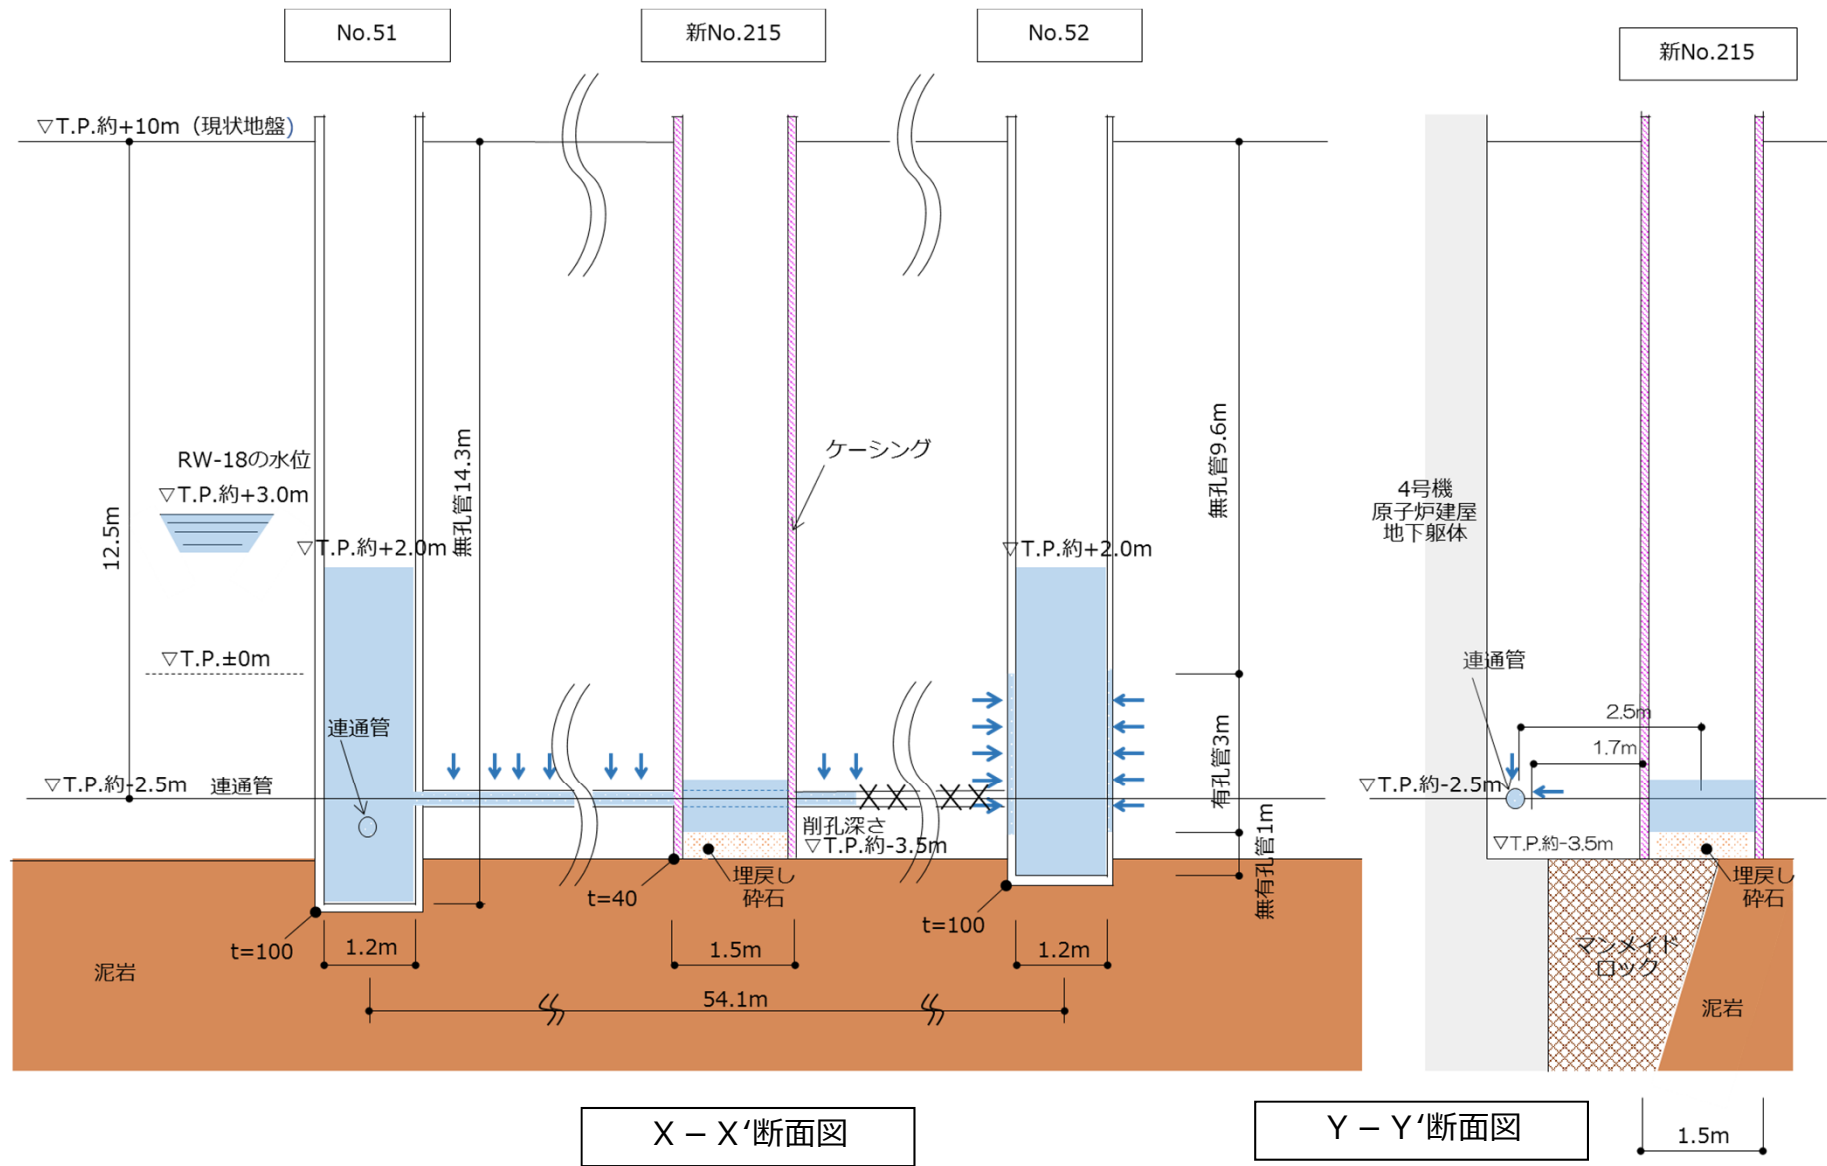 No.51
新No.215
No.52
新No.215
▽T.P.約+10m（現状地盤)
12.5m
RW-18の水位
▽T.P.約+3.0m
▽T.P.約+2.0m
無孔管14.3m
ケーシング
▽T.P.約+2.0m
無孔管9.6m
4号機
原子炉建屋
地下躯体
▽T.P.±0m
連通管
▽T.P.約-2.5m
連通管
有孔管3m
無有孔管1m
削孔深さ
▽T.P.約-3.5m
埋戻し
砕石
t=40
t=100
t=100
1.2m
1.5m
1.2m
54.1m
泥岩
連通管
2.5m
1.7m
▽T.P.約-2.5m
▽T.P.約-3.5m
埋戻し
砕石
マンメイド
ロック
泥岩
1.5m
X – X‘断面図
Y – Y‘断面図